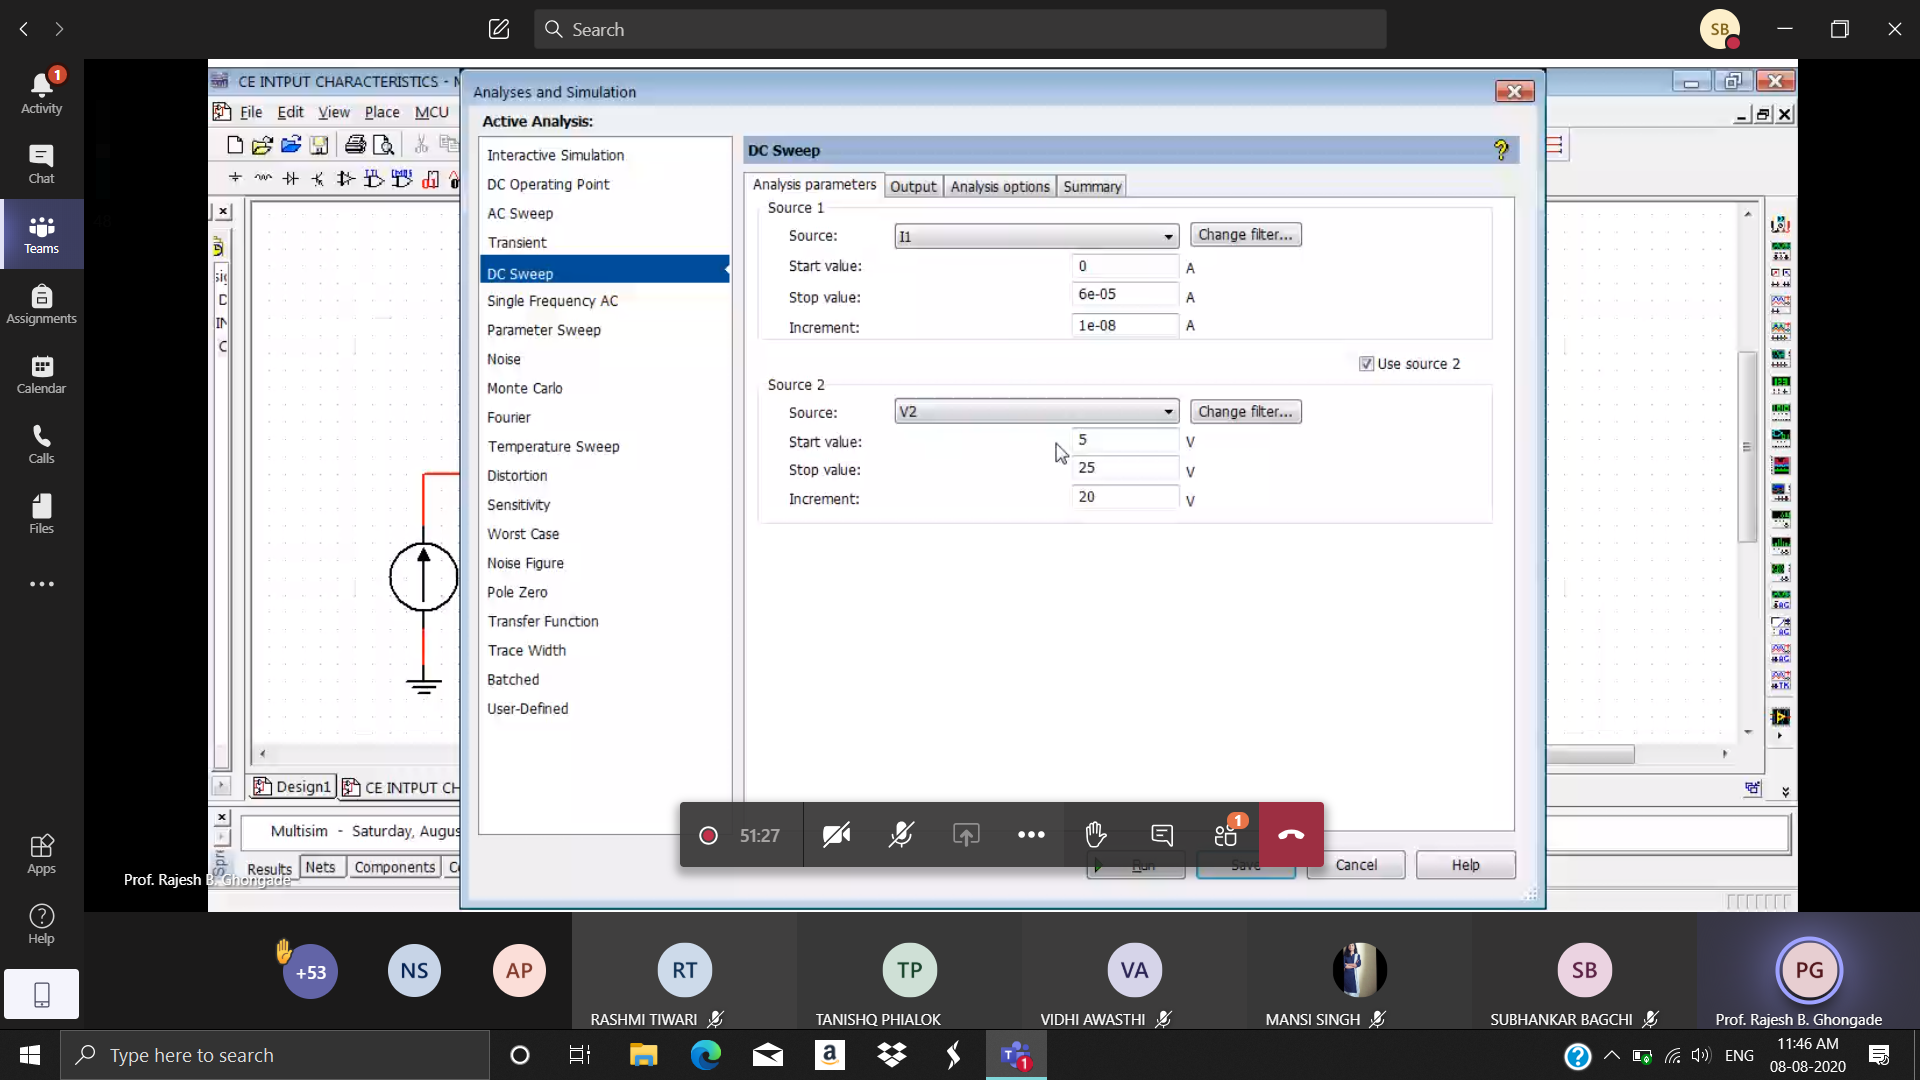 Search
SB
1
Activity
Chat
Teams
Assignments
Calendar
Calls
Files
Apps
Help
CE INTPUT CHARACTERISTICS -
File Edit View Place MCU
Analyses and Simulation
Active Analysis:
Interactive Simulation
DC Operating Point
AC Sweep
Transient
DC Sweep
Single Frequency AC
Parameter Sweep
Noise
Monte Carlo
Fourier
Temperature Sweep
Distortion
Sensitivity
Worst Case
Noise Figure
Pole Zero
Transfer Function
Trace Width
Batched
User-Defined
DC Sweep
Analysis parameters Output Analysis options Summary
Source 1
Source: I1 Change filter...
Start value: 0 A
Stop value: 6e-05 A
Increment: 1e-08 A
Use source 2
Source 2
Source: V2 Change filter...
Start value: 5 V
Stop value: 25 V
Increment: 20 V
Run Save Cancel Help
Design1 CE INTPUT CH
Multisim - Saturday, Augus
Results Nets Components
Prof. Rajesh B. Ghongade
51:27
1
+53 NS AP RT TP VA SB PG
RASHMI TIWARI TANISHQ PHIALOK VIDHI AWASTHI MANSI SINGH SUBHANKAR BAGCHI Prof. Rajesh B. Ghongade
Type here to search
1
ENG
11:46 AM
08-08-2020